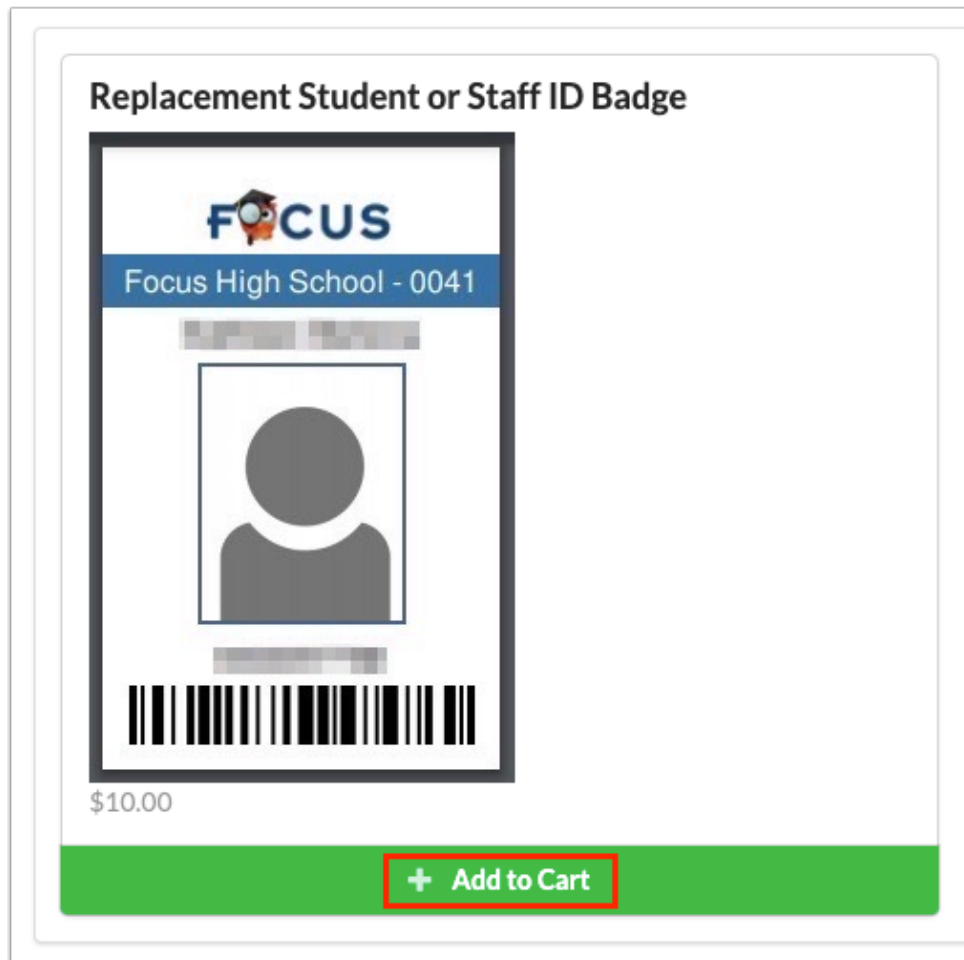 Replacement Student or Staff ID Badge
FOCUS
Focus High School - 0041
$10.00
+ Add to Cart